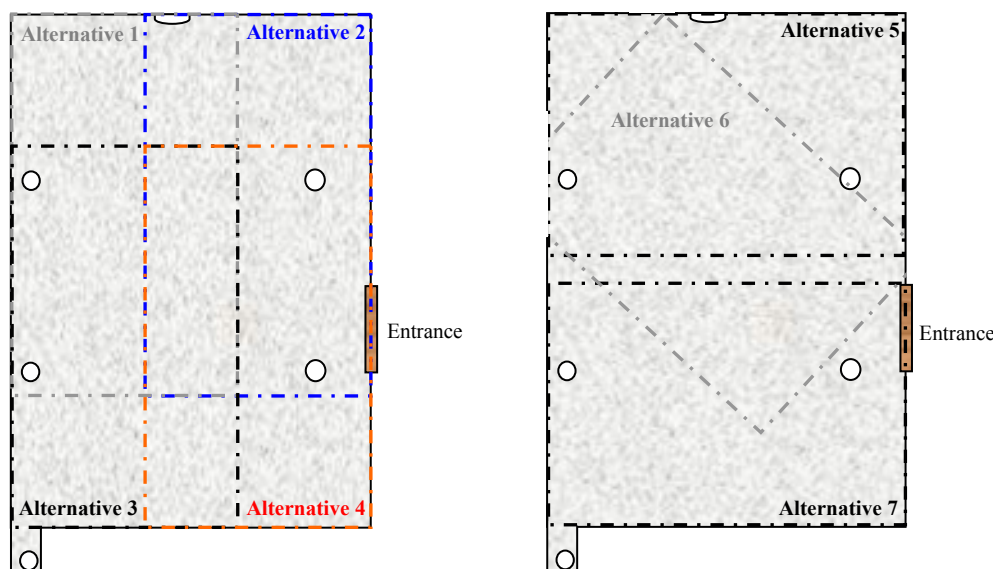 Alternative 1
Alternative 2
Alternative 5
Alternative 6
Entrance
Entrance
Alternative 3
Alternative 4
Alternative 7